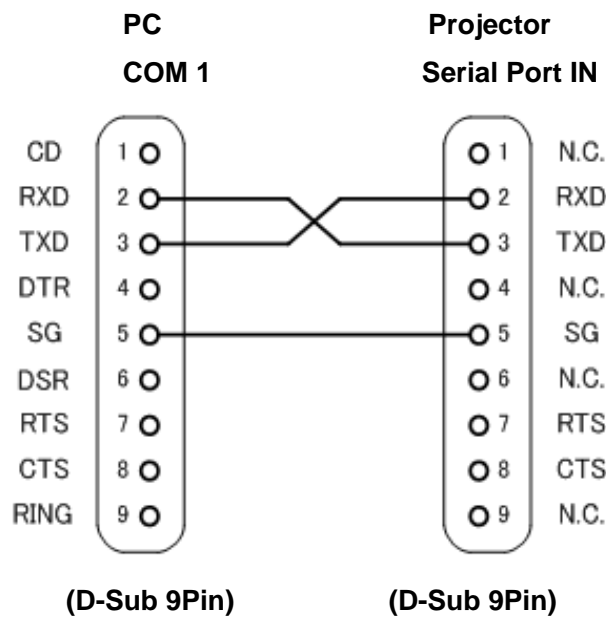 PC Projector
COM 1 Serial Port IN
CD 1 1 N.C.
RXD 2 2 RXD
TXD 3 3 TXD
DTR 4 4 N.C.
SG 5 5 SG
DSR 6 6 N.C.
RTS 7 7 RTS
CTS 8 8 CTS
RING 9 9 N.C.
(D-Sub 9Pin) (D-Sub 9Pin)